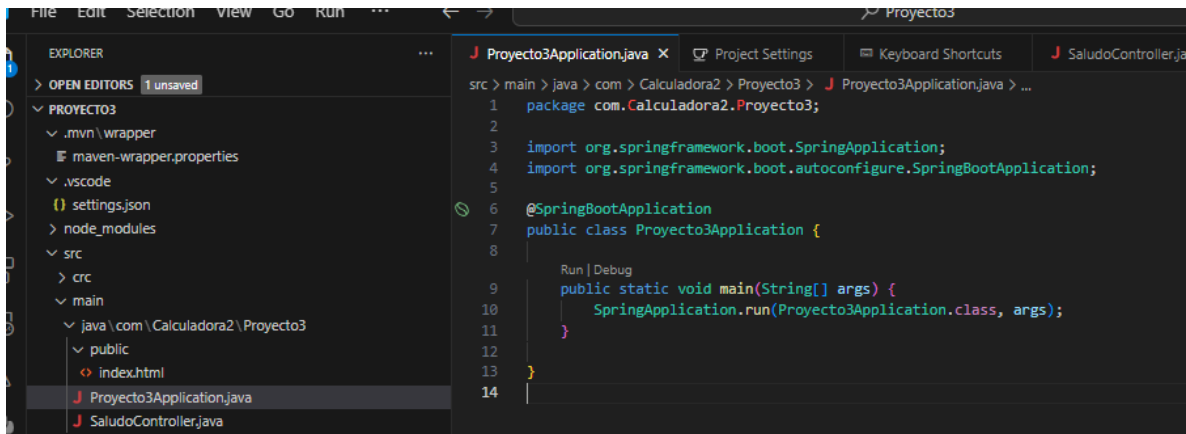 File Edit Selection View Go Run ... Proyecto3
EXPLORER ...
OPEN EDITORS 1 unsaved
PROYECTO3
.mvn\wrapper
maven-wrapper.properties
.vscode
{} settings.json
node_modules
src
crc
main
java\com\Calculadora2\Proyecto3
public
<> index.html
J Proyecto3Application.java
J SaludoController.java
1
J Proyecto3Application.java X Project Settings Keyboard Shortcuts J SaludoController.ja
src > main > java > com > Calculadora2 > Proyecto3 > J Proyecto3Application.java > ...
1 package com.Calculadora2.Proyecto3;
2
3 import org.springframework.boot.SpringApplication;
4 import org.springframework.boot.autoconfigure.SpringBootApplication;
5
6 @SpringBootApplication
7 public class Proyecto3Application {
8
Run | Debug
9 public static void main(String[] args) {
10 SpringApplication.run(Proyecto3Application.class, args);
11 }
12
13 }
14